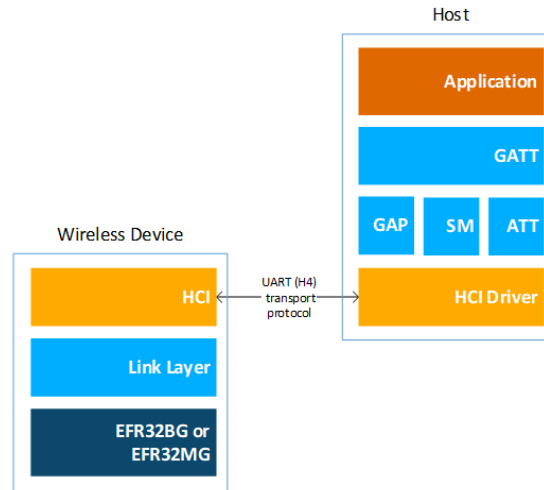 Host
Application
GATT
GAP
SM
ATT
HCI Driver
Wireless Device
HCI
Link Layer
EFR32BG or
EFR32MG
UART (H4)
transport
protocol